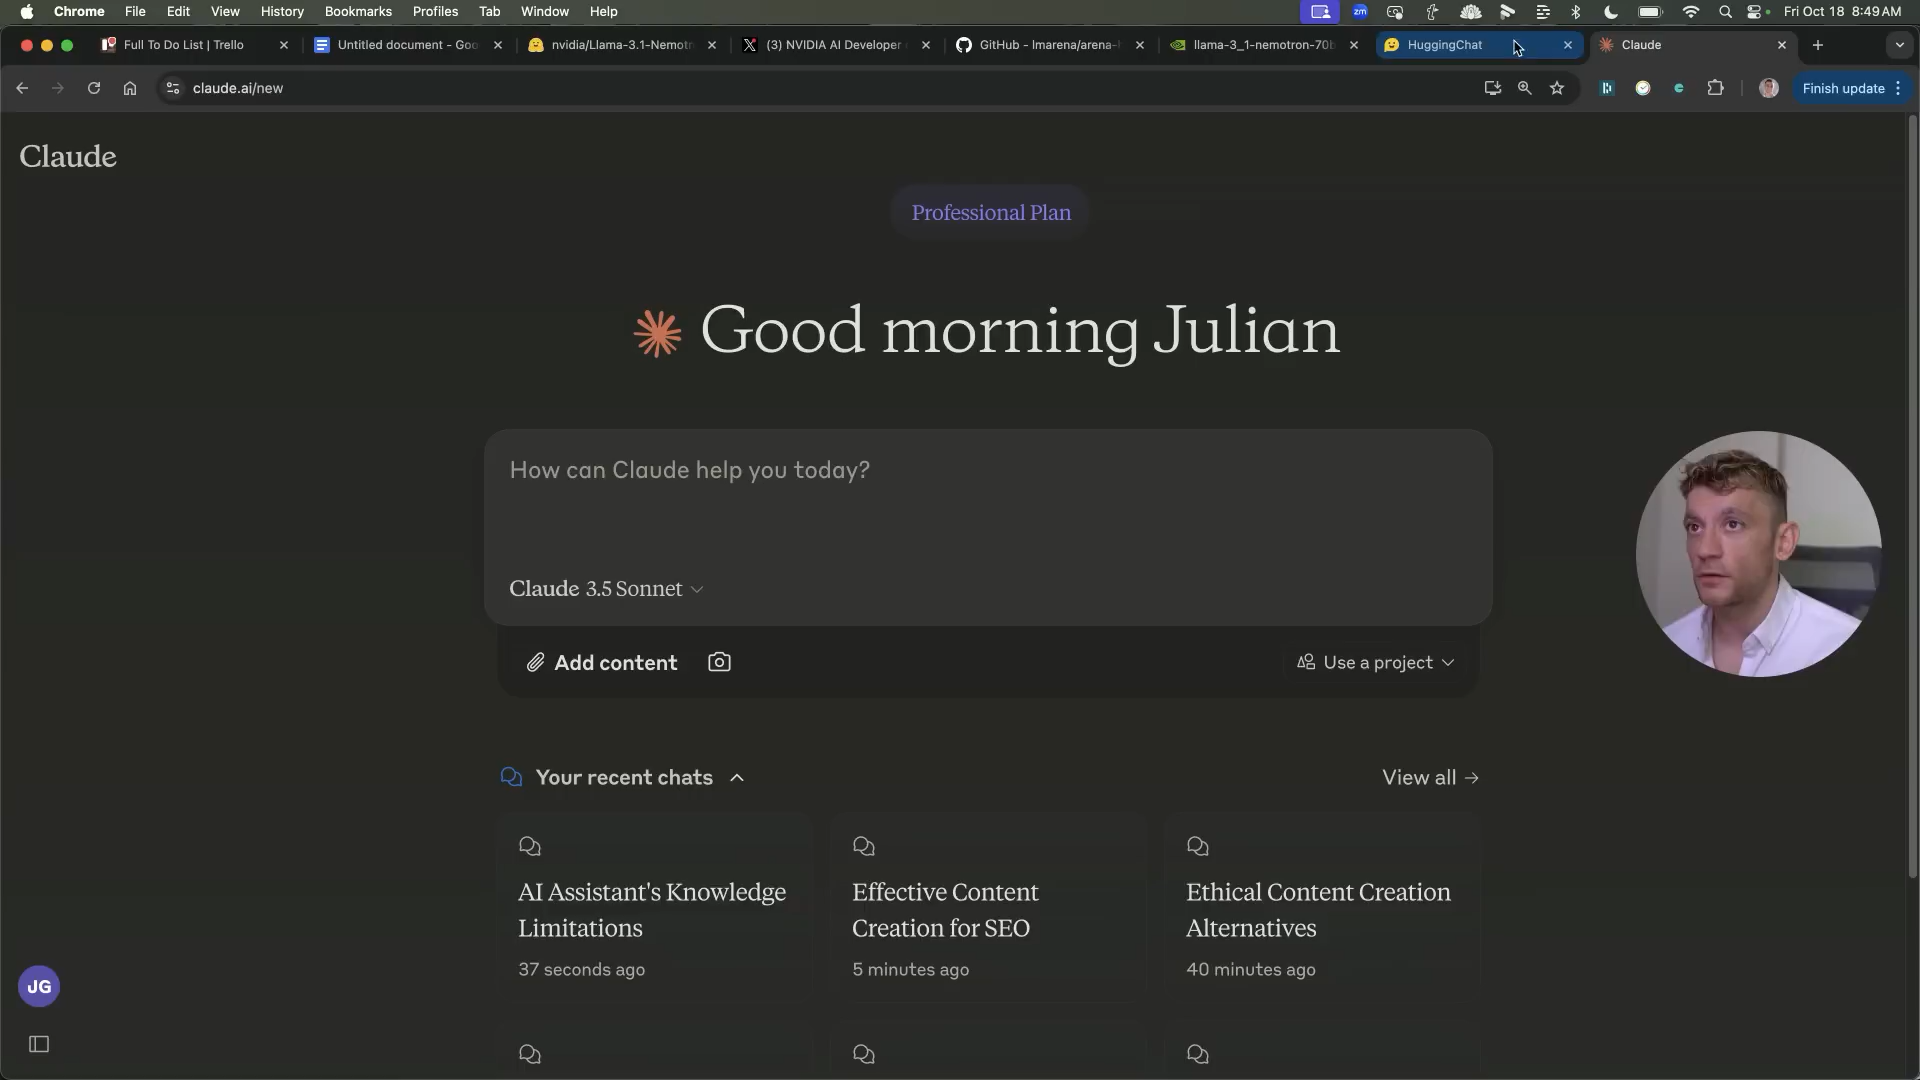 Chrome File Edit View History Bookmarks Profiles Tab Window Help zm Fri Oct 18 8:49 AM
Full To Do List | Trello Untitled document - Goo nvidia/Llama-3.1-Nemotr (3) NVIDIA AI Developer GitHub - lmarena/arena-h llama-3_1-nemotron-70b HuggingChat Claude
claude.ai/new Finish update
Claude
Professional Plan
Good morning Julian
How can Claude help you today?
Claude 3.5 Sonnet
Add content Use a project
Your recent chats View all →
AI Assistant's Knowledge Limitations
37 seconds ago
Effective Content Creation for SEO
5 minutes ago
Ethical Content Creation Alternatives
40 minutes ago
JG